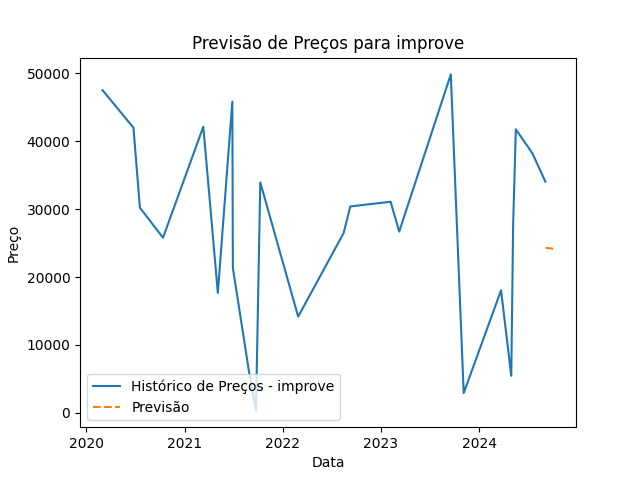 Previsão de Preços para improve
Preço
50000
40000
30000
20000
10000
0
Histórico de Preços - improve
Previsão
2020
2021
2022
2023
2024
Data